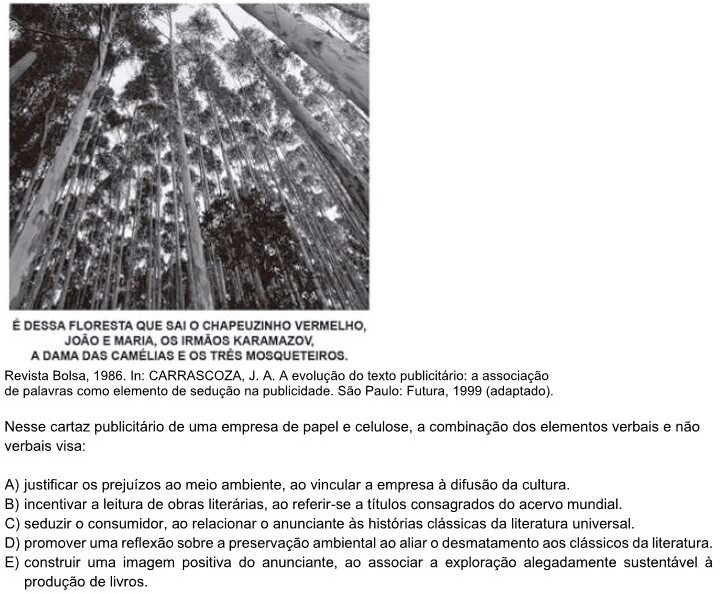 É DESSA FLORESTA QUE SAI O CHAPEUZINHO VERMELHO,
JOÃO E MARIA, OS IRMÃOS KARAMAZOV,
A DAMA DAS CAMÉLIAS E OS TRÊS MOSQUETEIROS.
Revista Bolsa, 1986. In: CARRASCOZA, J. A. A evolução do texto publicitário: a associação
de palavras como elemento de sedução na publicidade. São Paulo: Futura, 1999 (adaptado).
Nesse cartaz publicitário de uma empresa de papel e celulose, a combinação dos elementos verbais e não
verbais visa:
A) justificar os prejuízos ao meio ambiente, ao vincular a empresa à difusão da cultura.
B) incentivar a leitura de obras literárias, ao referir-se a títulos consagrados do acervo mundial.
C) seduzir o consumidor, ao relacionar o anunciante às histórias clássicas da literatura universal.
D) promover uma reflexão sobre a preservação ambiental ao aliar o desmatamento aos clássicos da literatura.
E) construir uma imagem positiva do anunciante, ao associar a exploração alegadamente sustentável à
produção de livros.